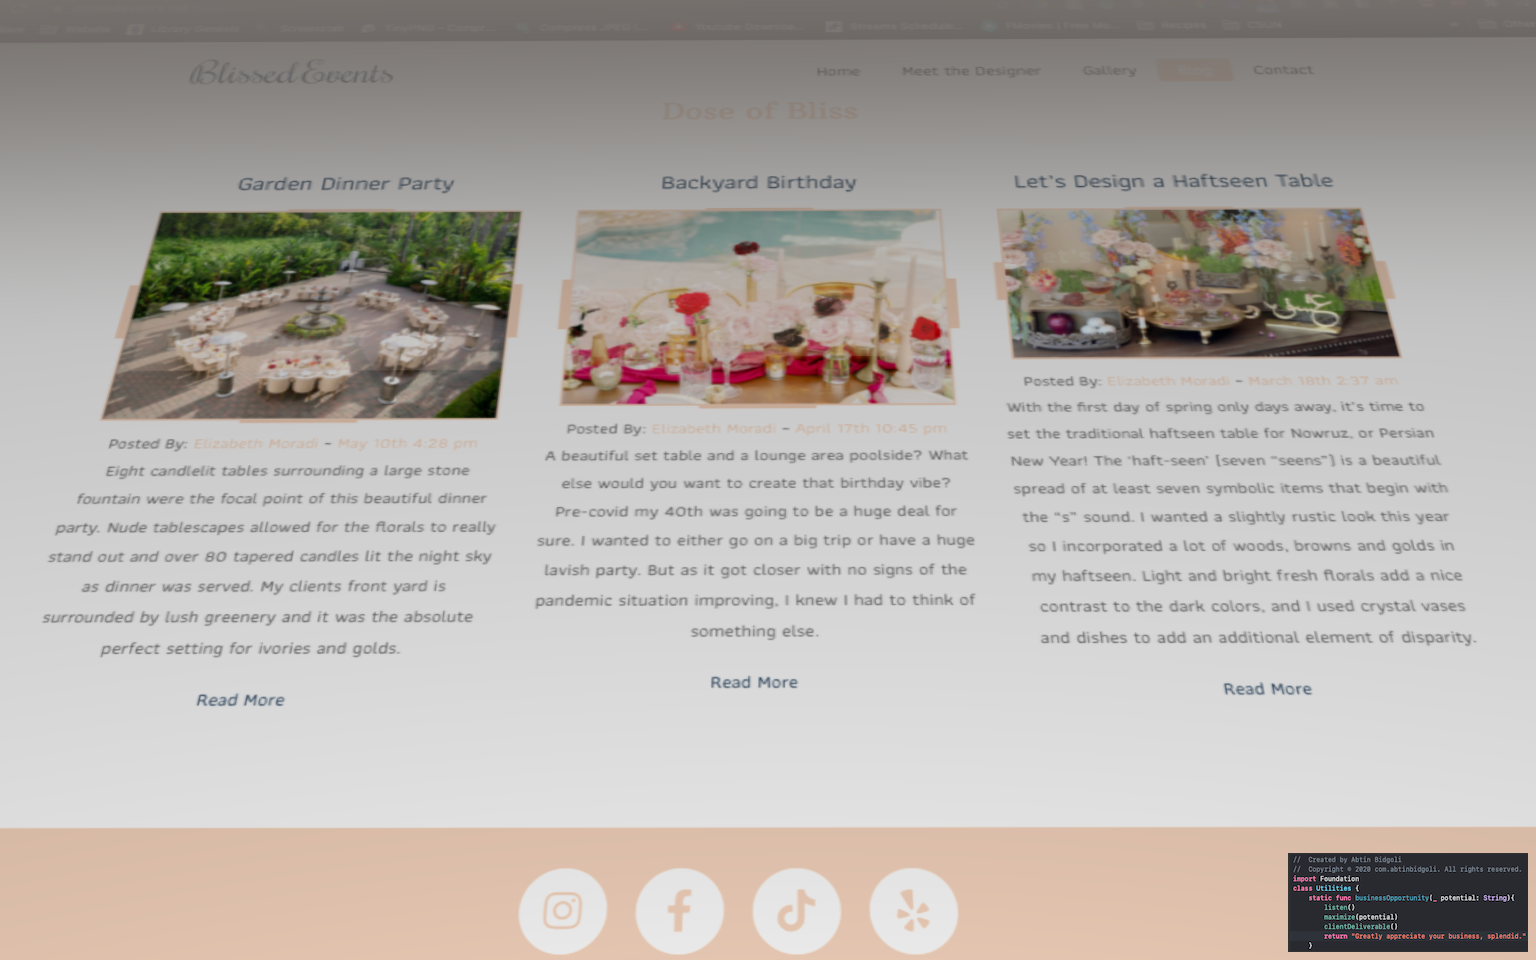 Website
Library Genesis
Blissed Events
Home
Meet the Designer
Gallery
Blog
Contact
Dose of Bliss
Garden Dinner Party
Posted By: Elizabeth Moradi – May 10th 4:28 pm
Eight candlelit tables surrounding a large stone
fountain were the focal point of this beautiful dinner
party. Nude tablescapes allowed for the florals to really
stand out and over 80 tapered candles lit the night sky
as dinner was served. My clients front yard is
surrounded by lush greenery and it was the absolute
perfect setting for ivories and golds.
Read More
Backyard Birthday
Posted By: Elizabeth Moradi – April 17th 10:45 pm
A beautiful set table and a lounge area poolside? What
else would you want to create that birthday vibe?
Pre-covid my 40th was going to be a huge deal for
sure. I wanted to either go on a big trip or have a huge
lavish party. But as it got closer with no signs of the
pandemic situation improving, I knew I had to think of
something else.
Read More
Let's Design a Haftseen Table
Posted By: Elizabeth Moradi – March 18th 2:37 am
With the first day of spring only days away, it's time to
set the traditional haftseen table for Nowruz, or Persian
New Year! The 'haft-seen' (seven "seens") is a beautiful
spread of at least seven symbolic items that begin with
the "s" sound. I wanted a slightly rustic look this year
so I incorporated a lot of woods, browns and golds in
my haftseen. Light and bright fresh florals add a nice
contrast to the dark colors, and I used crystal vases
and dishes to add an additional element of disparity.
Read More
// Created by Abtin Bidgoli
// Copyright © 2020 com.abtinbidgoli. All rights reserved.
import Foundation
class Utilities {
static func businessOpportunity(_ potential: String){
listen()
maximize(potential)
clientDeliverable()
return "Greatly appreciate your business, splendid."
}